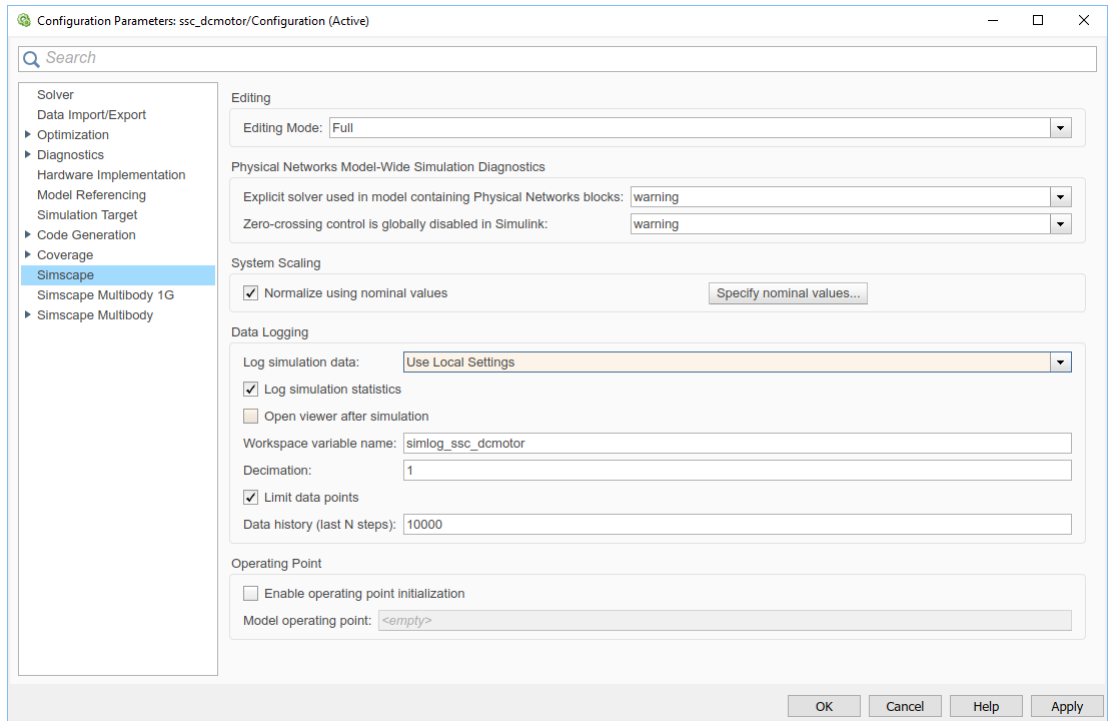 Configuration Parameters: ssc_dcmotor/Configuration (Active)
Search
Solver
Data Import/Export
Optimization
Diagnostics
Hardware Implementation
Model Referencing
Simulation Target
Code Generation
Coverage
Simscape
Simscape Multibody 1G
Simscape Multibody
Editing
Editing Mode: Full
Physical Networks Model-Wide Simulation Diagnostics
Explicit solver used in model containing Physical Networks blocks: warning
Zero-crossing control is globally disabled in Simulink: warning
System Scaling
Normalize using nominal values Specify nominal values...
Data Logging
Log simulation data: Use Local Settings
Log simulation statistics
Open viewer after simulation
Workspace variable name: simlog_ssc_dcmotor
Decimation: 1
Limit data points
Data history (last N steps): 10000
Operating Point
Enable operating point initialization
Model operating point: <empty>
OK Cancel Help Apply